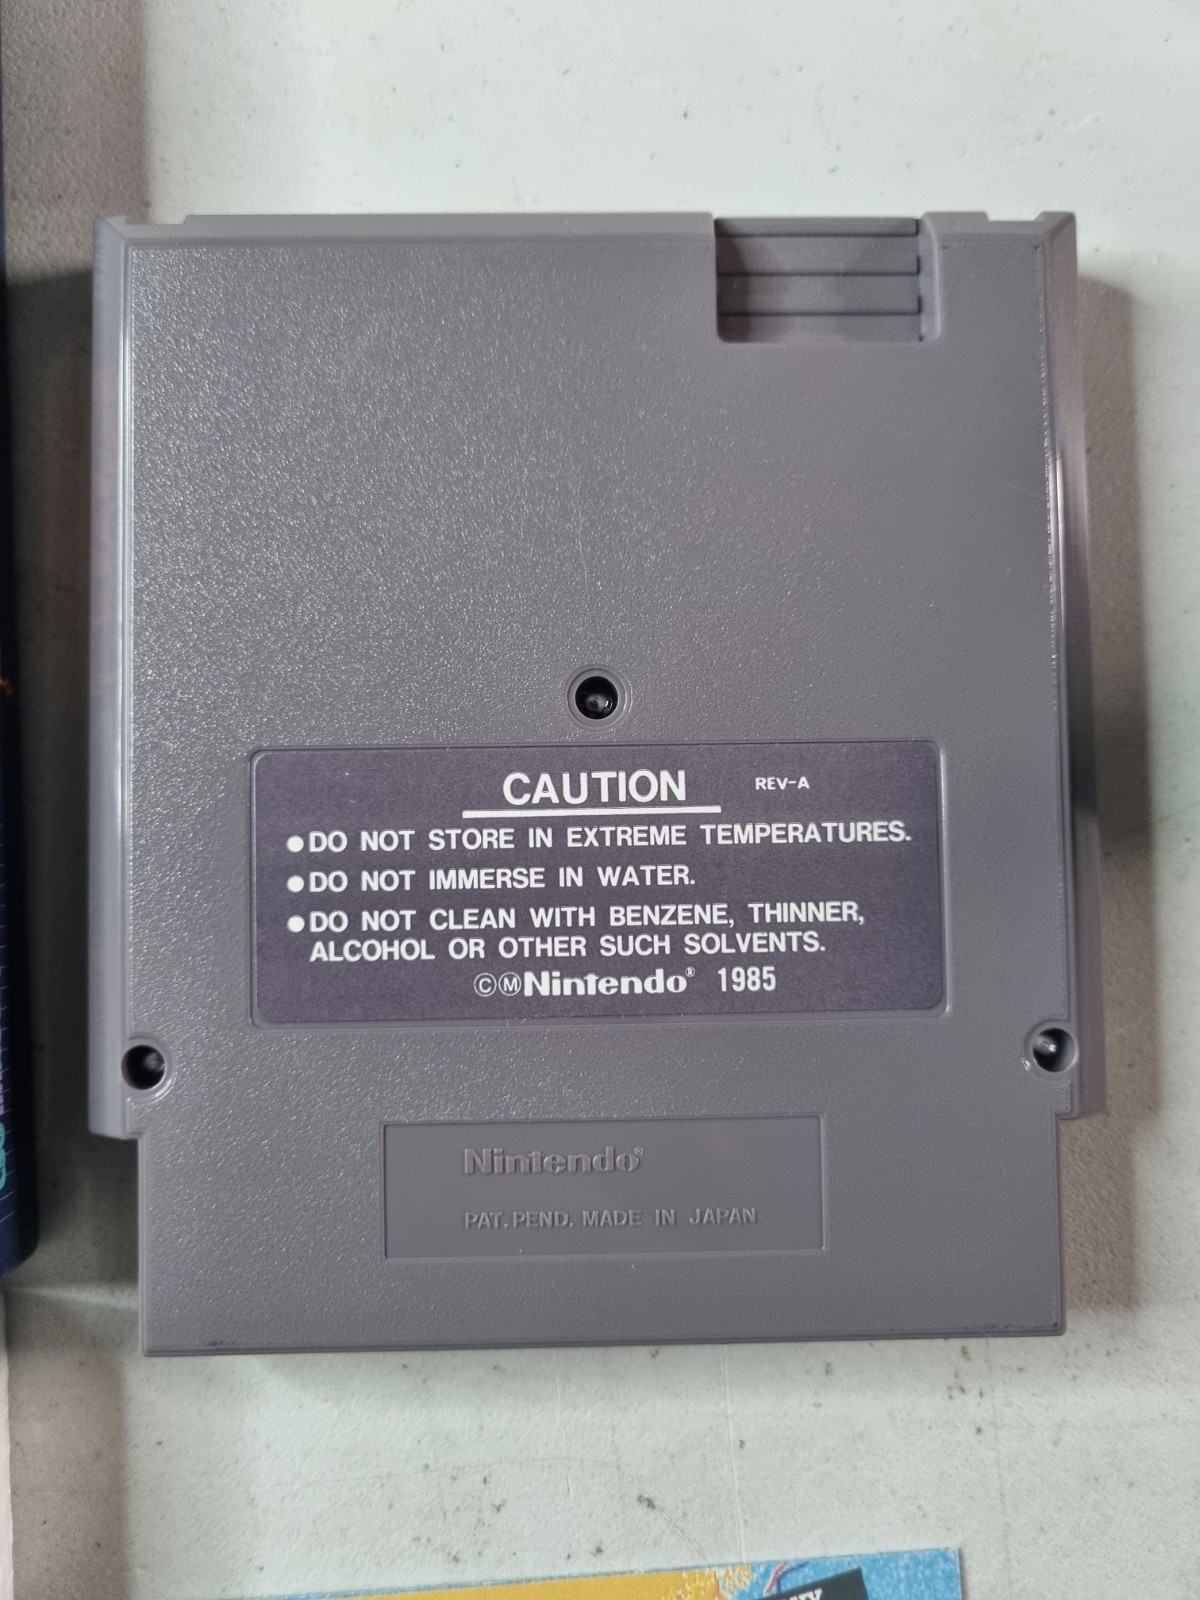 CAUTION REV-A
●DO NOT STORE IN EXTREME TEMPERATURES.
●DO NOT IMMERSE IN WATER.
●DO NOT CLEAN WITH BENZENE, THINNER,
ALCOHOL OR OTHER SUCH SOLVENTS.
ⒸⓂNintendo® 1985
Nintendo®
PAT. PEND. MADE IN JAPAN